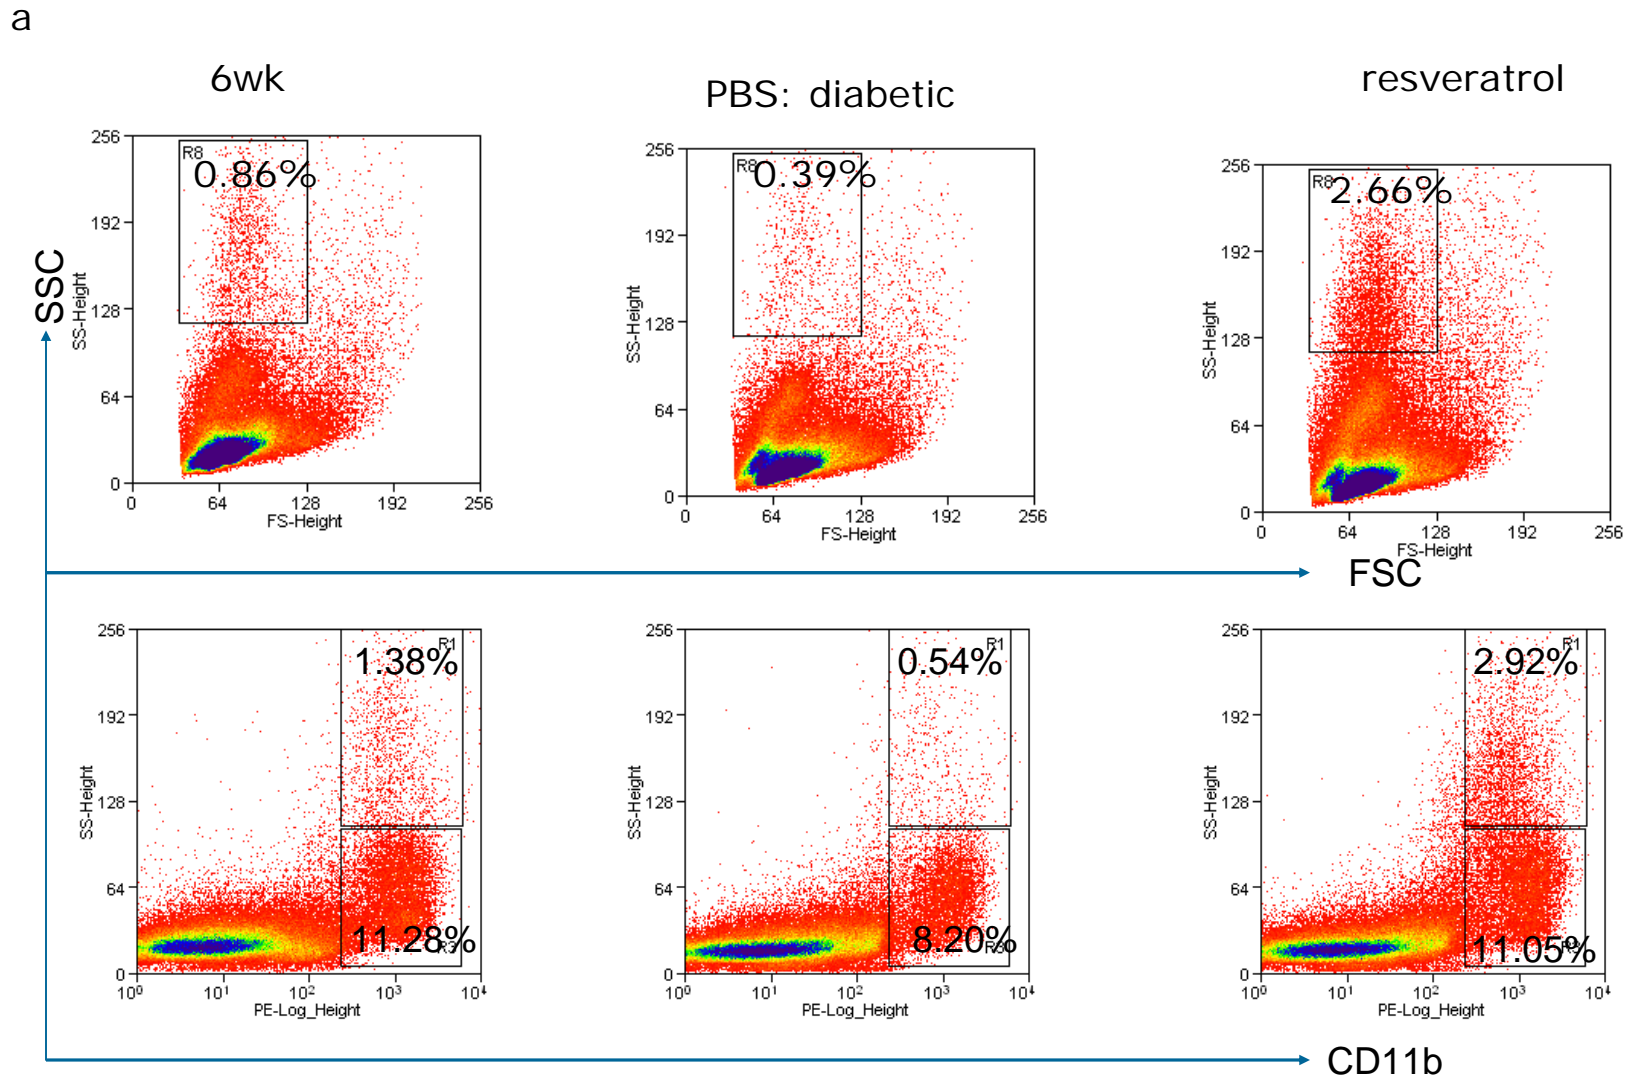 a
6wk
PBS: diabetic
resveratrol
SSC
256
192
128
64
0
SS-Height
R8
0.86%
0 64 128 192 256
FS-Height
256
192
128
64
0
SS-Height
R8
0.39%
0 64 128 192 256
FS-Height
256
192
128
64
0
SS-Height
R8
2.66%
0 64 128 192 256
FS-Height
FSC
256
192
128
64
0
SS-Height
R1
1.38%
11.28%
R3
10⁰ 10¹ 10² 10³ 10⁴
PE-Log_Height
256
192
128
64
0
SS-Height
R1
0.54%
8.20%
R3
10⁰ 10¹ 10² 10³ 10⁴
PE-Log_Height
256
192
128
64
0
SS-Height
R1
2.92%
11.05%
R3
10⁰ 10¹ 10² 10³ 10⁴
PE-Log_Height
CD11b